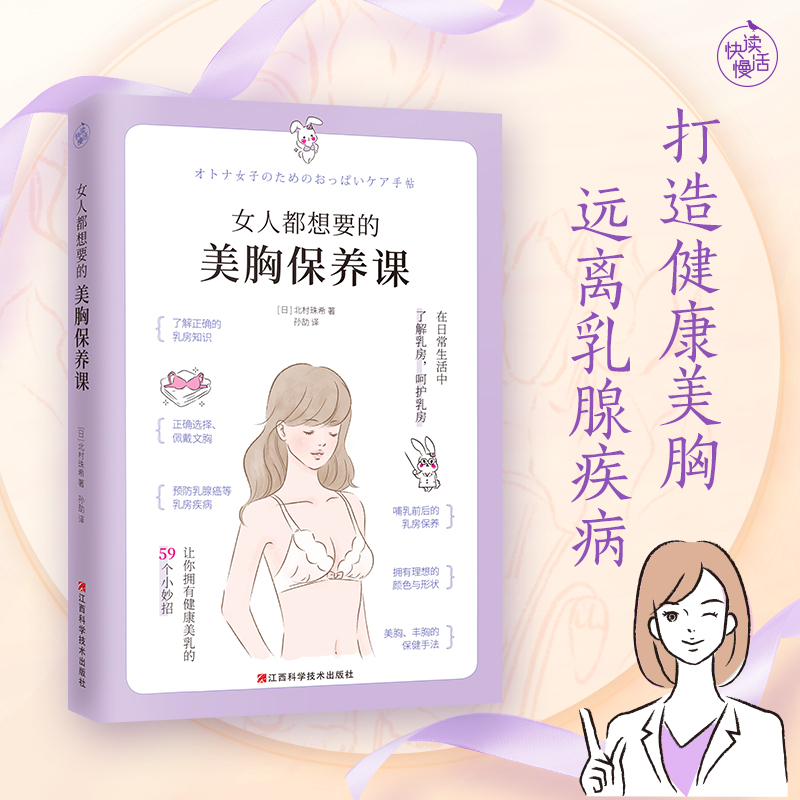 快读慢活
打造健康美胸
远离乳腺疾病
快读慢活
女人都想要的
美胸保养课
[日]北村珠希 著
孙劼 译
オトナ女子のためのおっぱいケア手帖
女人都想要的
美胸保养课
[日]北村珠希 著
孙劼 译
在日常生活中
了解乳房，呵护乳房
了解正确的
乳房知识
正确选择、
佩戴文胸
预防乳腺癌等
乳房疾病
哺乳前后的
乳房保养
拥有理想的
颜色与形状
美胸、丰胸的
保健手法
让你拥有健康美乳的
59个小妙招
江西科学技术出版社
江西科学技术出版社